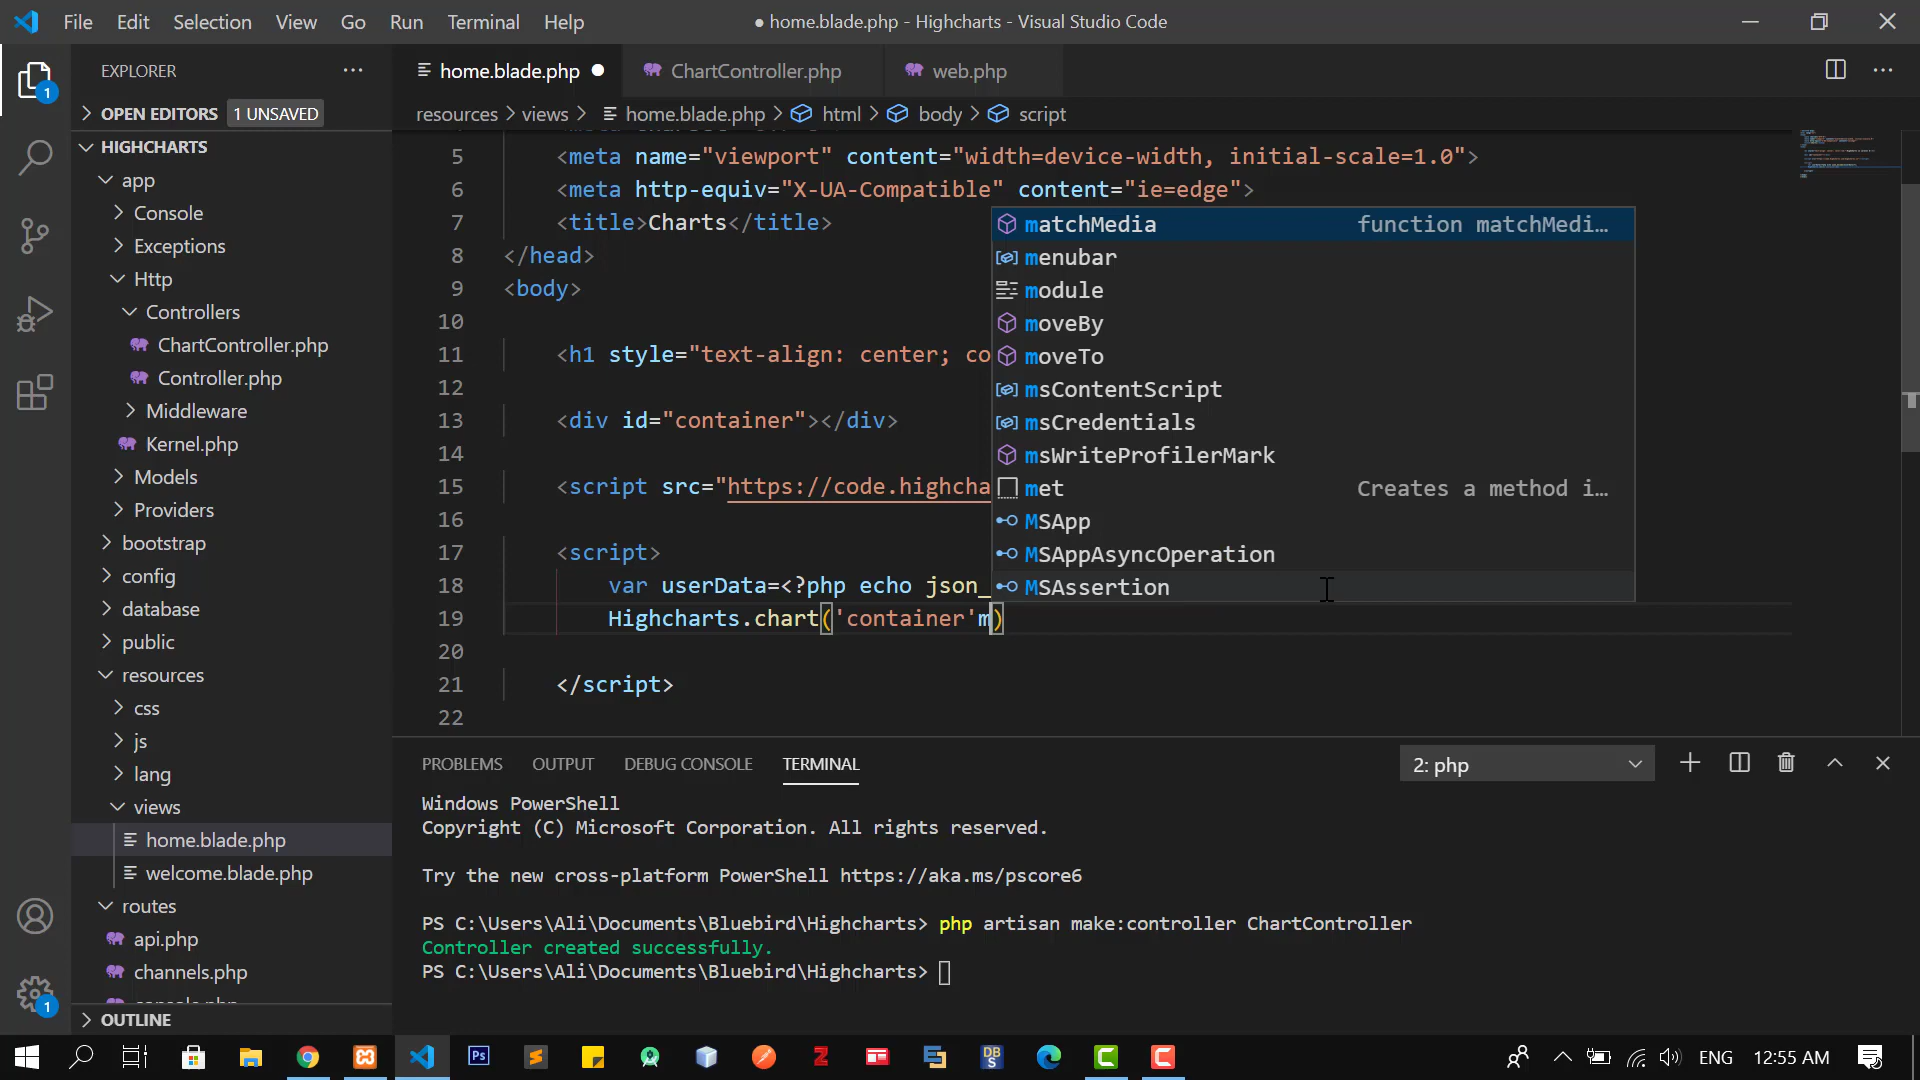 File Edit Selection View Go Run Terminal Help
● home.blade.php - Highcharts - Visual Studio Code
EXPLORER
home.blade.php
ChartController.php
web.php
OPEN EDITORS 1 UNSAVED
resources > views > home.blade.php > html > body > script
HIGHCHARTS
app
Console
Exceptions
Http
Controllers
ChartController.php
Controller.php
Middleware
Kernel.php
Models
Providers
bootstrap
config
database
public
resources
css
js
lang
views
home.blade.php
welcome.blade.php
routes
api.php
channels.php
console.php
OUTLINE
1
1
5 <meta name="viewport" content="width=device-width, initial-scale=1.0">
6 <meta http-equiv="X-UA-Compatible" content="ie=edge">
7 <title>Charts</title>
8 </head>
9 <body>
10
11 <h1 style="text-align: center; co
12
13 <div id="container"></div>
14
15 <script src="https://code.highcha
16
17 <script>
18 var userData=<?php echo json_
19 Highcharts.chart('container'm)
20
21 </script>
22
matchMedia function matchMedi…
menubar
module
moveBy
moveTo
msContentScript
msCredentials
msWriteProfilerMark
met Creates a method i…
MSApp
MSAppAsyncOperation
MSAssertion
PROBLEMS OUTPUT DEBUG CONSOLE TERMINAL
2: php
Windows PowerShell
Copyright (C) Microsoft Corporation. All rights reserved.
Try the new cross-platform PowerShell https://aka.ms/pscore6
PS C:\Users\Ali\Documents\Bluebird\Highcharts> php artisan make:controller ChartController
Controller created successfully.
PS C:\Users\Ali\Documents\Bluebird\Highcharts>
Ps
DB
S
ENG 12:55 AM